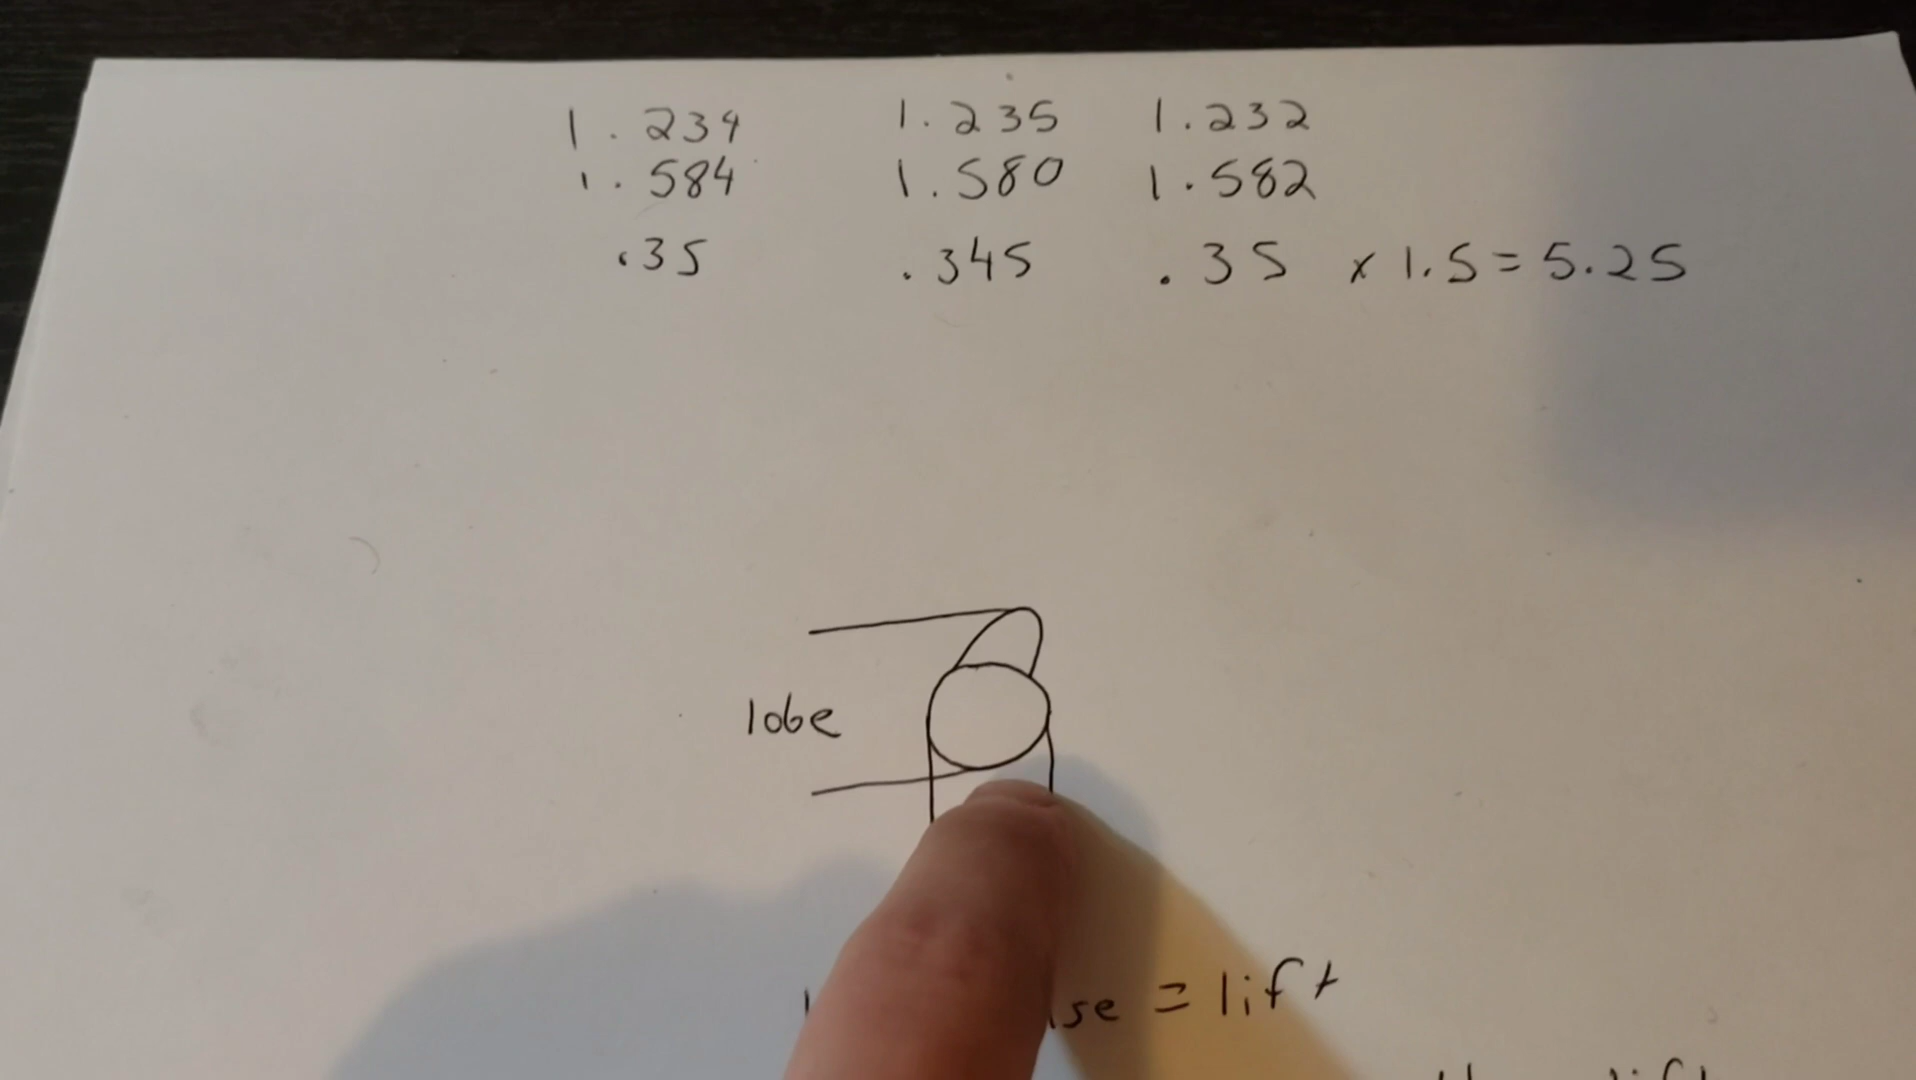 1.234 1.235 1.232
1.584 1.580 1.582
.35 .345 .35 x 1.5 = 5.25
lobe
= lift